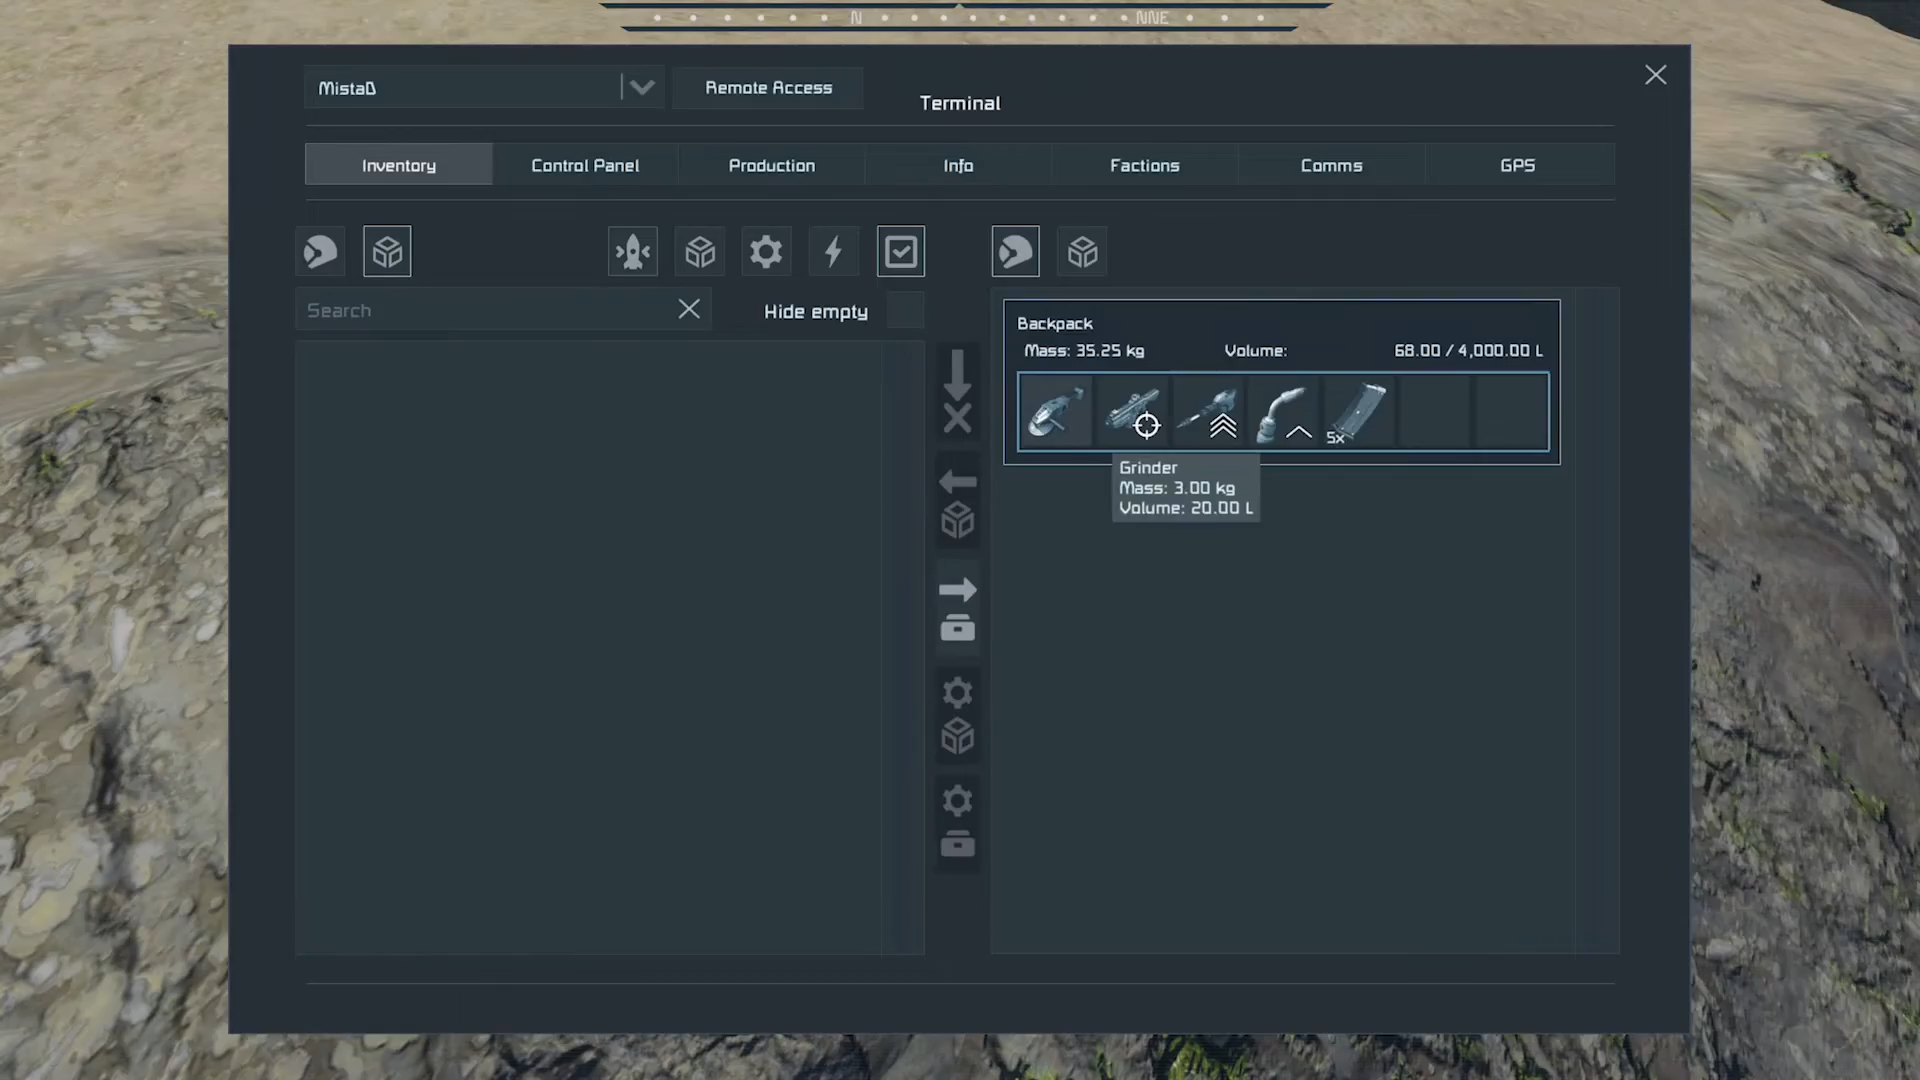 N NNE
MistaD
Remote Access
Terminal
Inventory
Control Panel
Production
Info
Factions
Comms
GPS
Search
Hide empty
Backpack
Mass: 35.25 kg
Volume:
68.00 / 4,000.00 L
5x
Grinder
Mass: 3.00 kg
Volume: 20.00 L